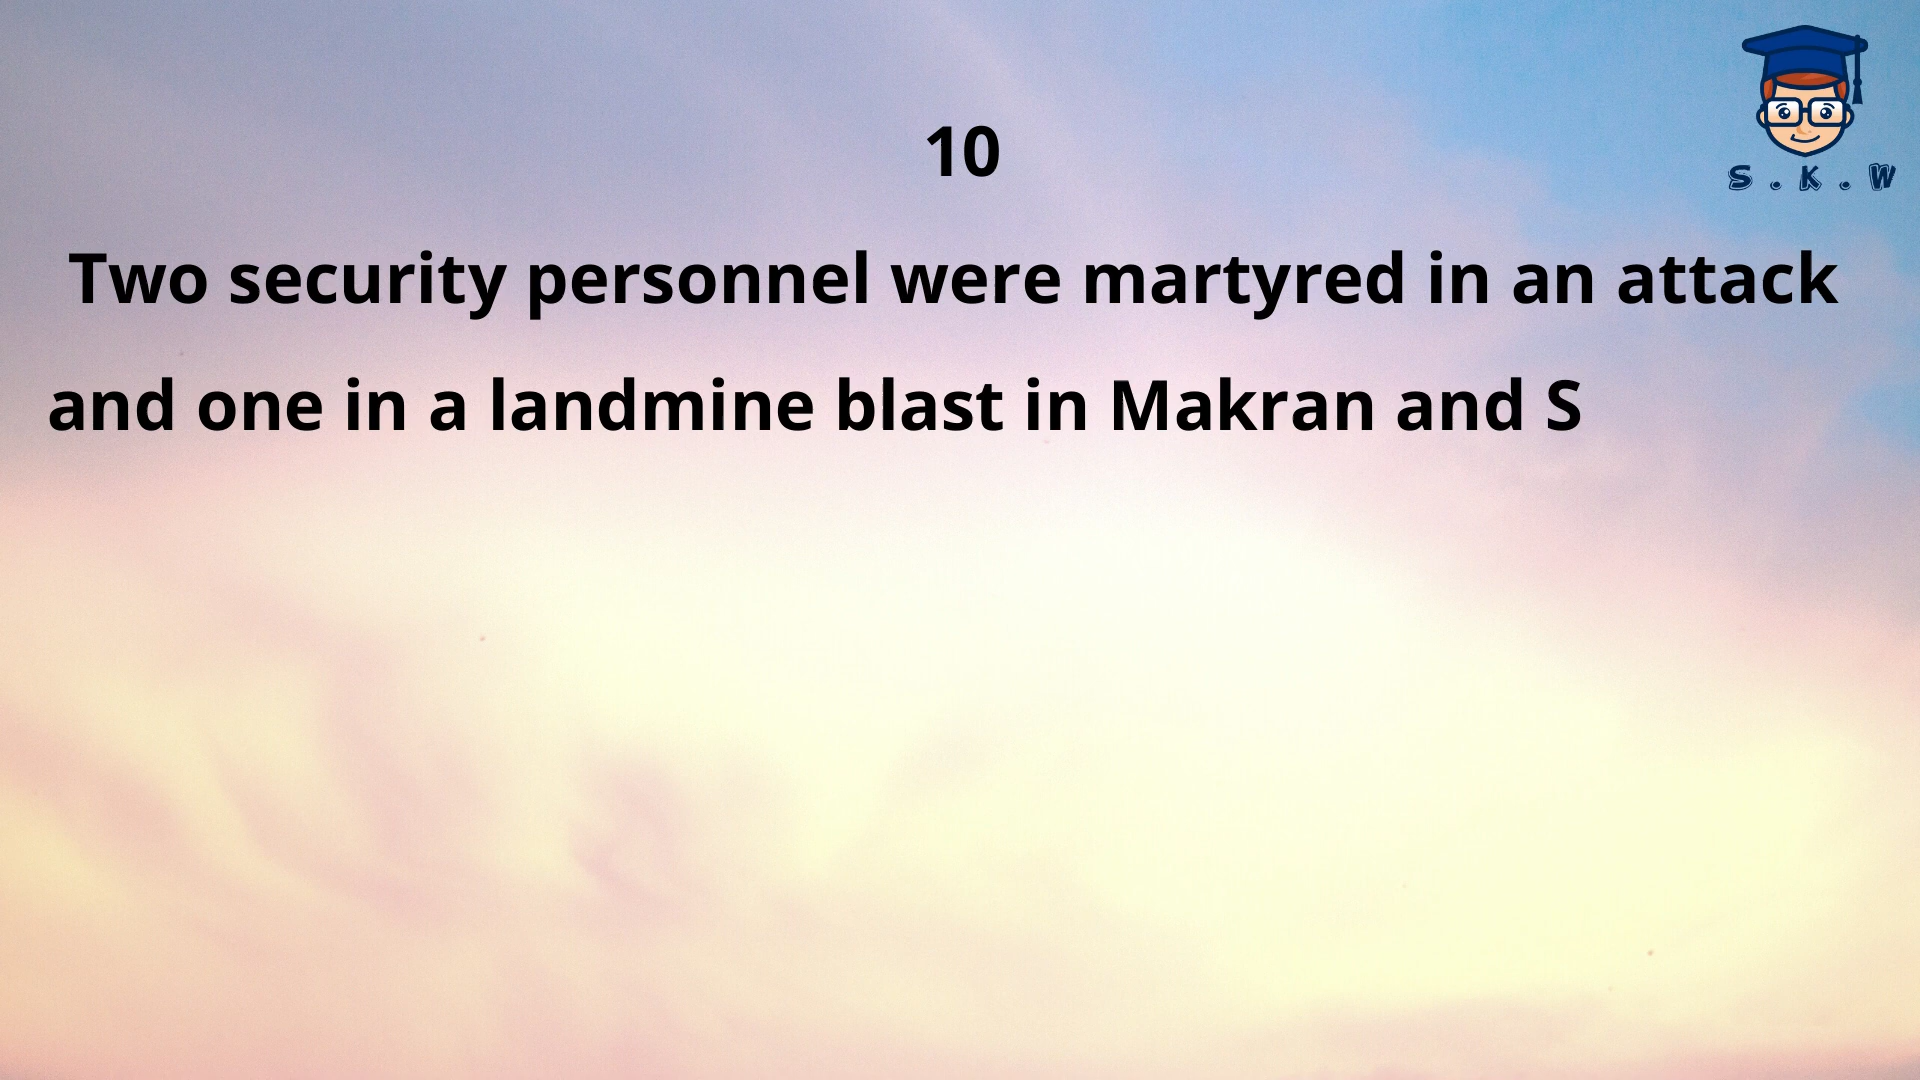 S . K . W
10
Two security personnel were martyred in an attack
and one in a landmine blast in Makran and S